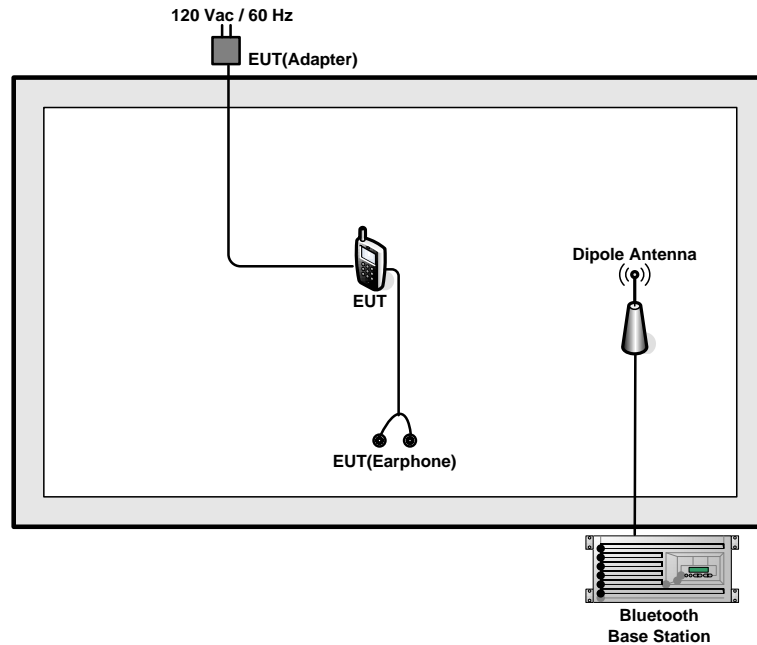 120 Vac / 60 Hz
EUT(Adapter)
Dipole Antenna
EUT
EUT(Earphone)
Bluetooth
Base Station